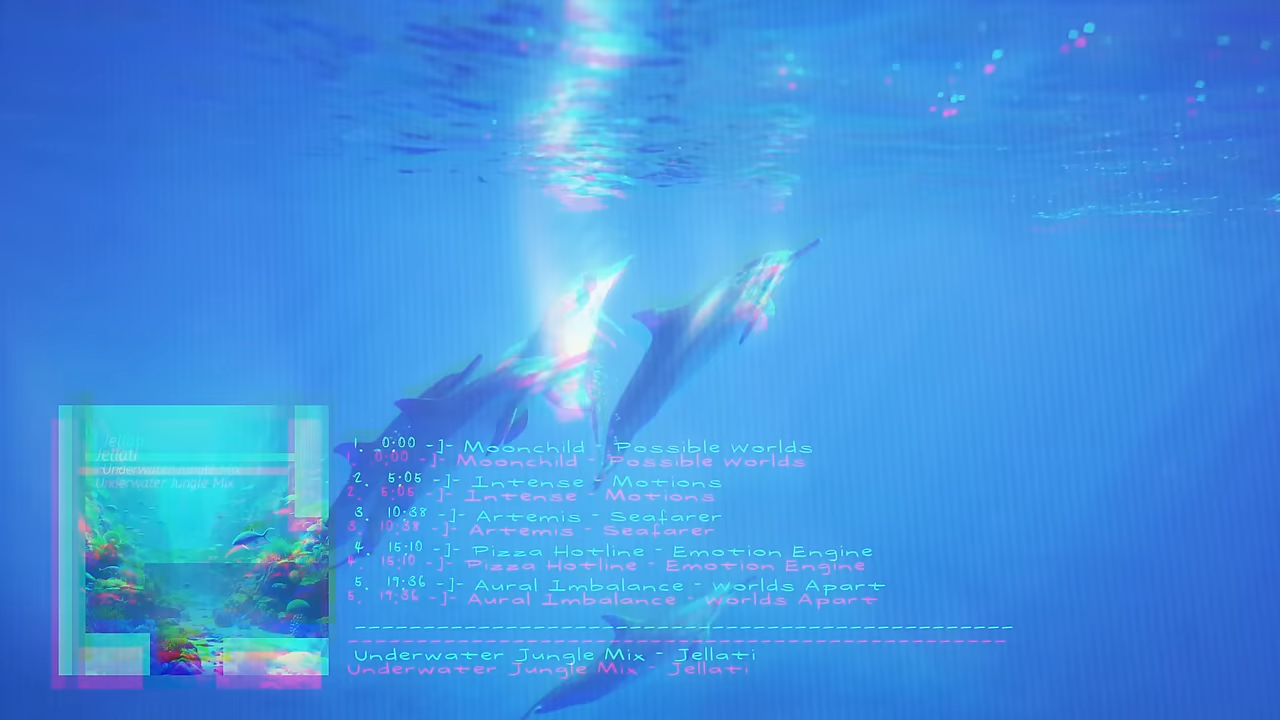 Jellati
Underwater Jungle Mix
1. 0:00 -]- Moonchild - Possible Worlds
2. 5:05 -]- Intense - Motions
3. 10:38 -]- Artemis - Seafarer
4. 15:10 -]- Pizza Hotline - Emotion Engine
5. 19:36 -]- Aural Imbalance - Worlds Apart
------------------------------------------------
Underwater Jungle Mix - Jellati